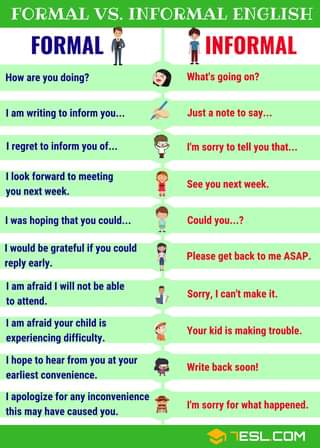 FORMAL VS. INFORMAL ENGLISH
FORMAL
INFORMAL
How are you doing?
What's going on?
I am writing to inform you...
Just a note to say...
I regret to inform you of...
I'm sorry to tell you that...
I look forward to meeting
you next week.
See you next week.
I was hoping that you could...
Could you...?
I would be grateful if you could
reply early.
Please get back to me ASAP.
I am afraid I will not be able
to attend.
Sorry, I can't make it.
I am afraid your child is
experiencing difficulty.
Your kid is making trouble.
I hope to hear from you at your
earliest convenience.
Write back soon!
I apologize for any inconvenience
this may have caused you.
I'm sorry for what happened.
7ESL.COM